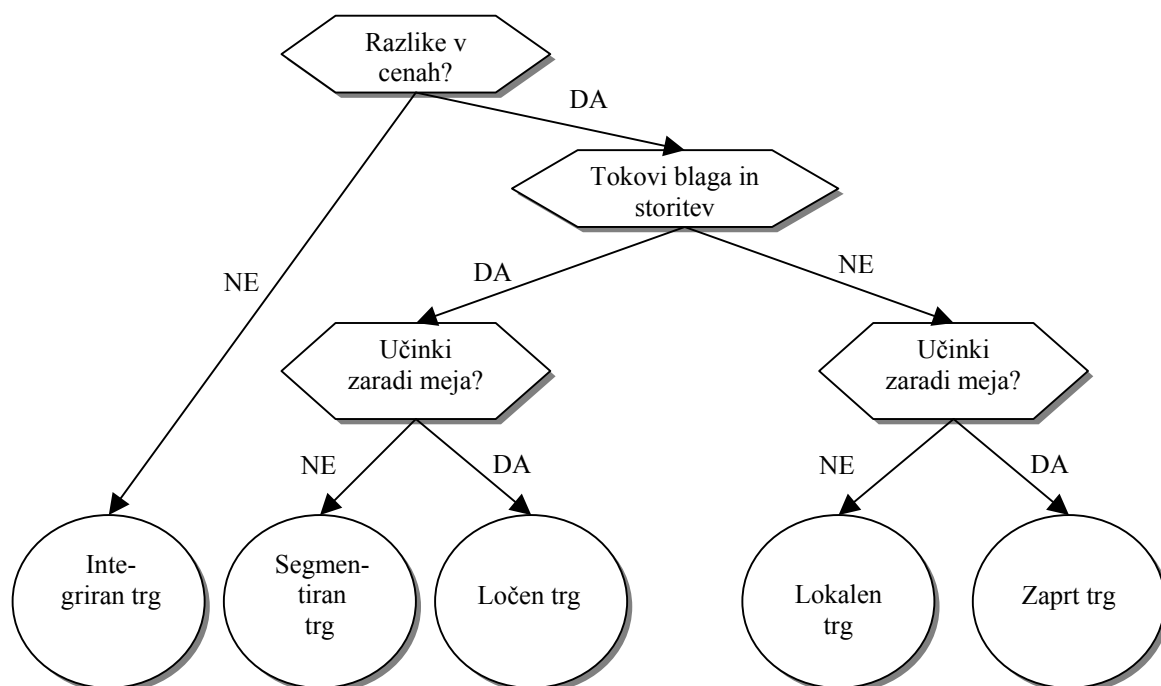 Razlike v
cenah?
DA
Tokovi blaga in
storitev
NE
DA
NE
Učinki
zaradi meja?
Učinki
zaradi meja?
NE
DA
NE
DA
Inte-
griran trg
Segmen-
tiran
trg
Ločen trg
Lokalen
trg
Zaprt trg